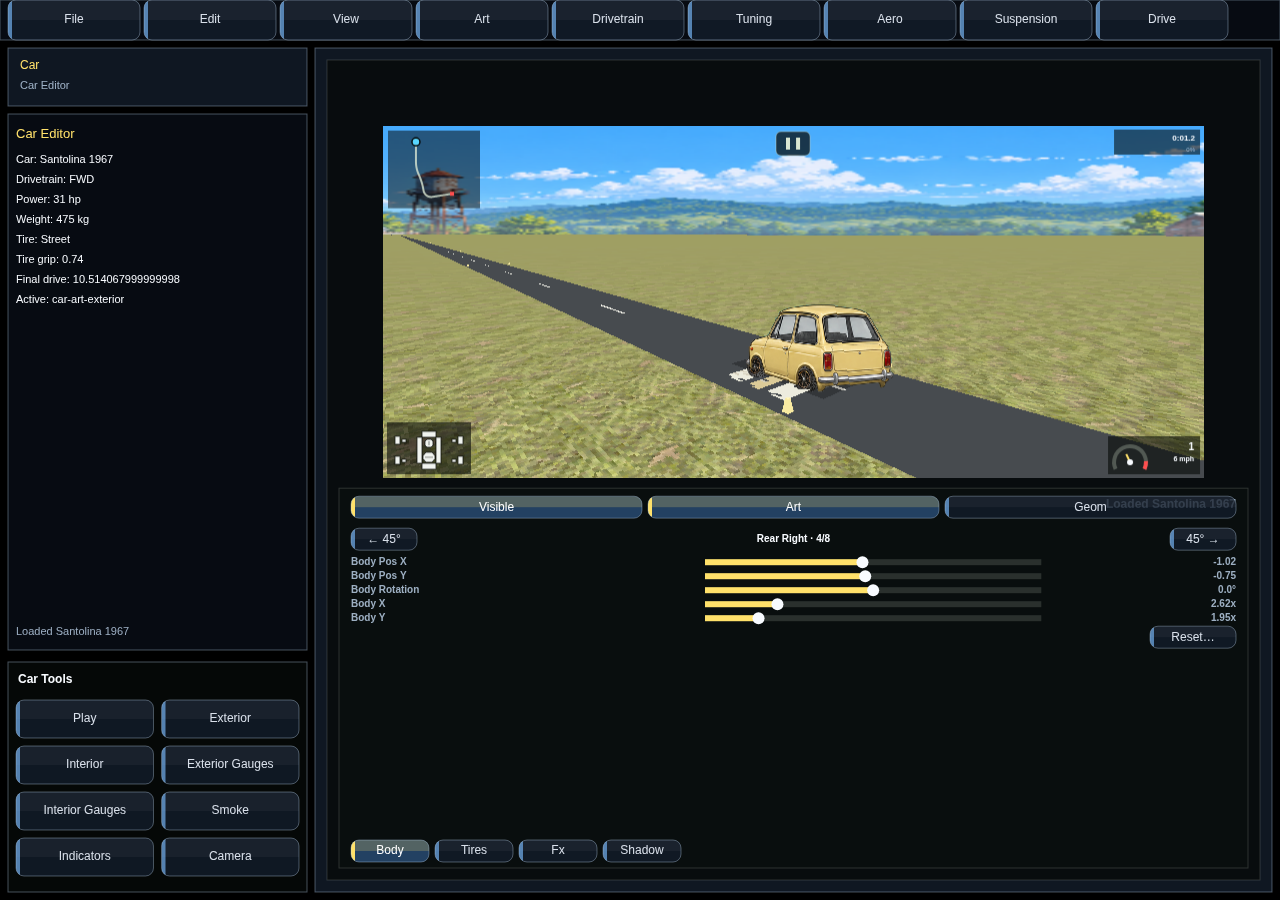 File
Edit
View
Art
Drivetrain
Tuning
Aero
Suspension
Drive
Car
Car Editor
Car Editor
Car: Santolina 1967
Drivetrain: FWD
Power: 31 hp
Weight: 475 kg
Tire: Street
Tire grip: 0.74
Final drive: 10.514067999999998
Active: car-art-exterior
Loaded Santolina 1967
Car Tools
Play
Exterior
Interior
Exterior Gauges
Interior Gauges
Smoke
Indicators
Camera
0:01.2
1
6 mph
Visible
Art
Geom
Loaded Santolina 1967
← 45°
Rear Right · 4/8
45° →
Body Pos X
-1.02
Body Pos Y
-0.75
Body Rotation
0.0°
Body X
2.62x
Body Y
1.95x
Reset…
Body
Tires
Fx
Shadow